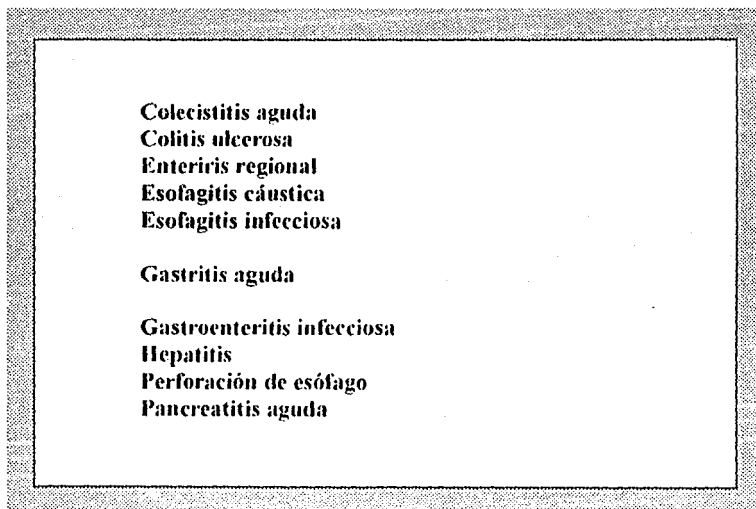 Colecistitis aguda
Colitis ulcerosa
Enteriris regional
Esofagitis cáustica
Esofagitis infecciosa
Gastritis aguda
Gastroenteritis infecciosa
Hepatitis
Perforación de esófago
Pancreatitis aguda